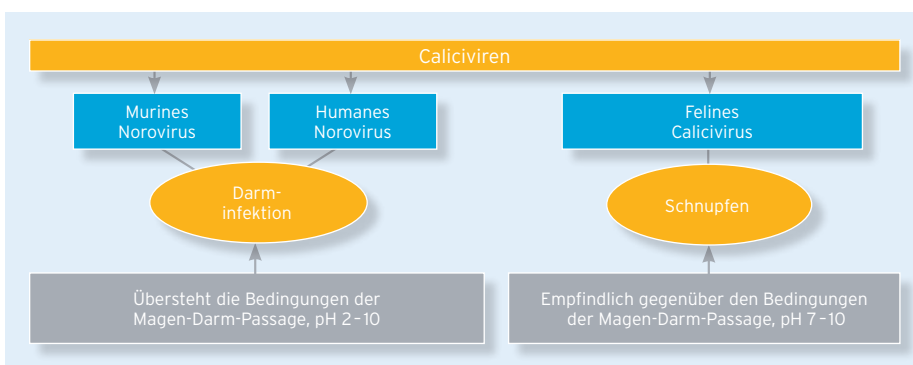 Caliciviren
Murines
Norovirus
Humanes
Norovirus
Felines
Calicivirus
Darm-
infektion
Schnupfen
Übersteht die Bedingungen der
Magen-Darm-Passage, pH 2–10
Empfindlich gegenüber den Bedingungen
der Magen-Darm-Passage, pH 7–10